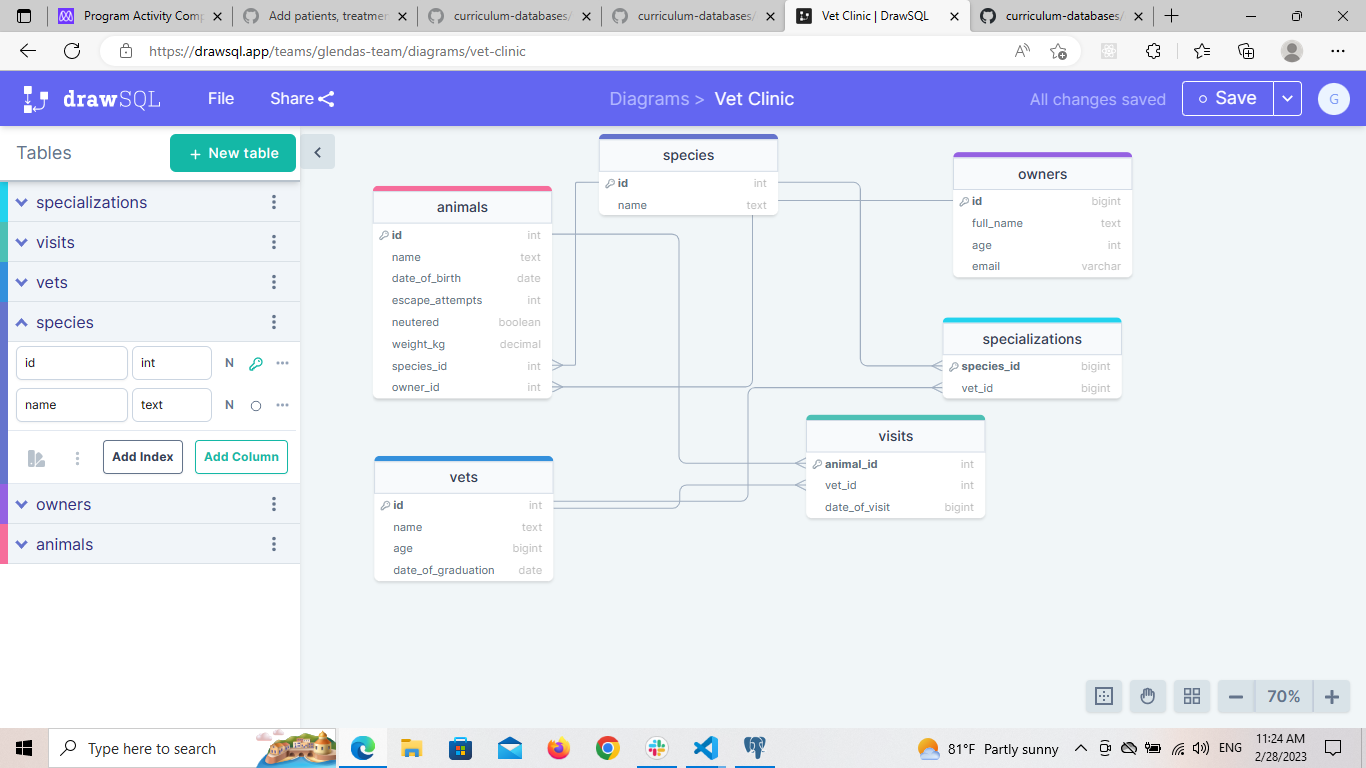 Program Activity Comp
Add patients, treatmen
curriculum-databases/
curriculum-databases/
Vet Clinic | DrawSQL
curriculum-databases/
https://drawsql.app/teams/glendas-team/diagrams/vet-clinic
drawSQL
File
Share
Diagrams > Vet Clinic
All changes saved
Save
G
Tables
+ New table
specializations
visits
vets
species
id int N
name text N
Add Index
Add Column
owners
animals
species
id int
name text
owners
id bigint
full_name text
age int
email varchar
animals
id int
name text
date_of_birth date
escape_attempts int
neutered boolean
weight_kg decimal
species_id int
owner_id int
specializations
species_id bigint
vet_id bigint
visits
animal_id int
vet_id int
date_of_visit bigint
vets
id int
name text
age bigint
date_of_graduation date
70%
Type here to search
81°F Partly sunny
ENG
11:24 AM
2/28/2023